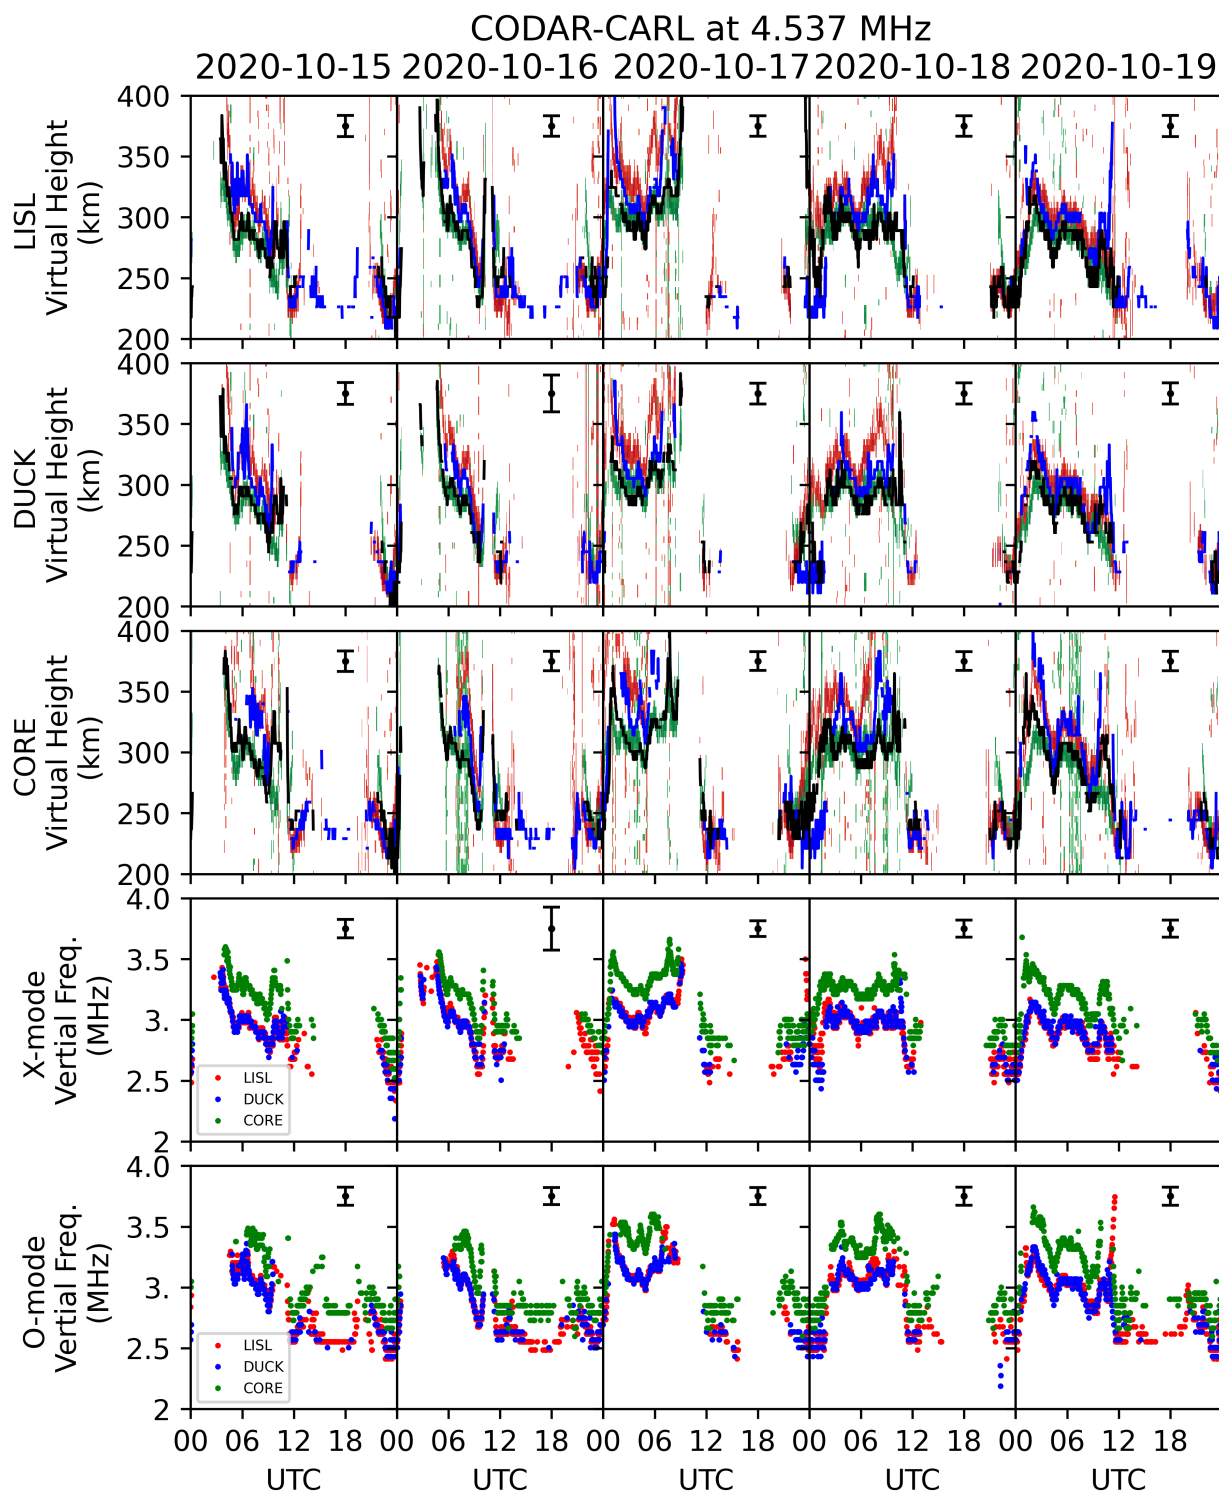 CODAR-CARL at 4.537 MHz
2020-10-15 2020-10-16 2020-10-17 2020-10-18 2020-10-19
LISL
Virtual Height
(km)
400
350
300
250
200
DUCK
Virtual Height
(km)
400
350
300
250
200
CORE
Virtual Height
(km)
400
350
300
250
200
X-mode
Vertial Freq.
(MHz)
4.0
3.5
3
2.5
2
LISL
DUCK
CORE
O-mode
Vertial Freq.
(MHz)
4.0
3.5
3
2.5
2
LISL
DUCK
CORE
00 06 12 00 06 12 00 06 12 18 00 06 12 18 00 06 12 18
UTC UTC UTC UTC UTC